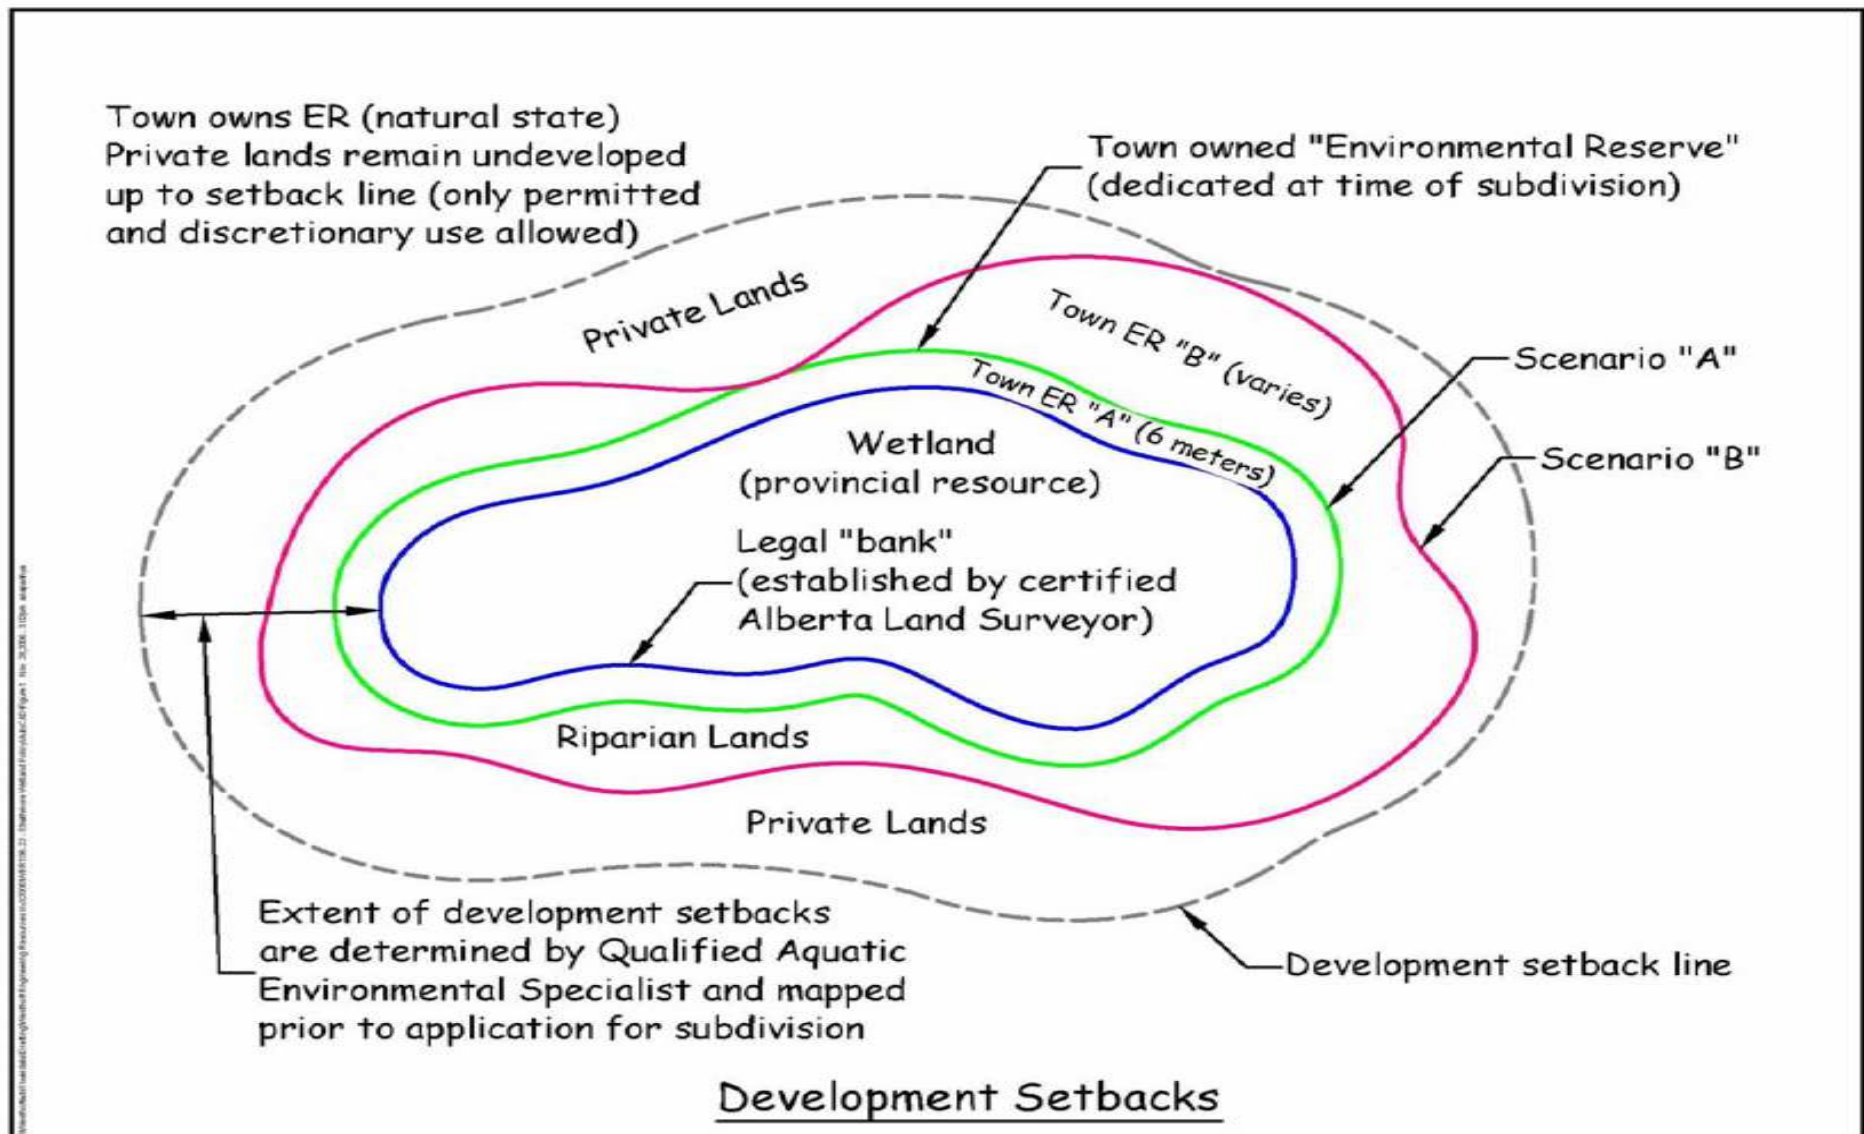 Town owns ER (natural state)
Private lands remain undeveloped
up to setback line (only permitted
and discretionary use allowed)
Town owned "Environmental Reserve"
(dedicated at time of subdivision)
Private Lands
Town ER "B" (varies)
Scenario "A"
Town ER "A" (6 meters)
Scenario "B"
Wetland
(provincial resource)
Legal "bank"
(established by certified
Alberta Land Surveyor)
Riparian Lands
Private Lands
Extent of development setbacks
are determined by Qualified Aquatic
Environmental Specialist and mapped
prior to application for subdivision
Development setback line
Development Setbacks